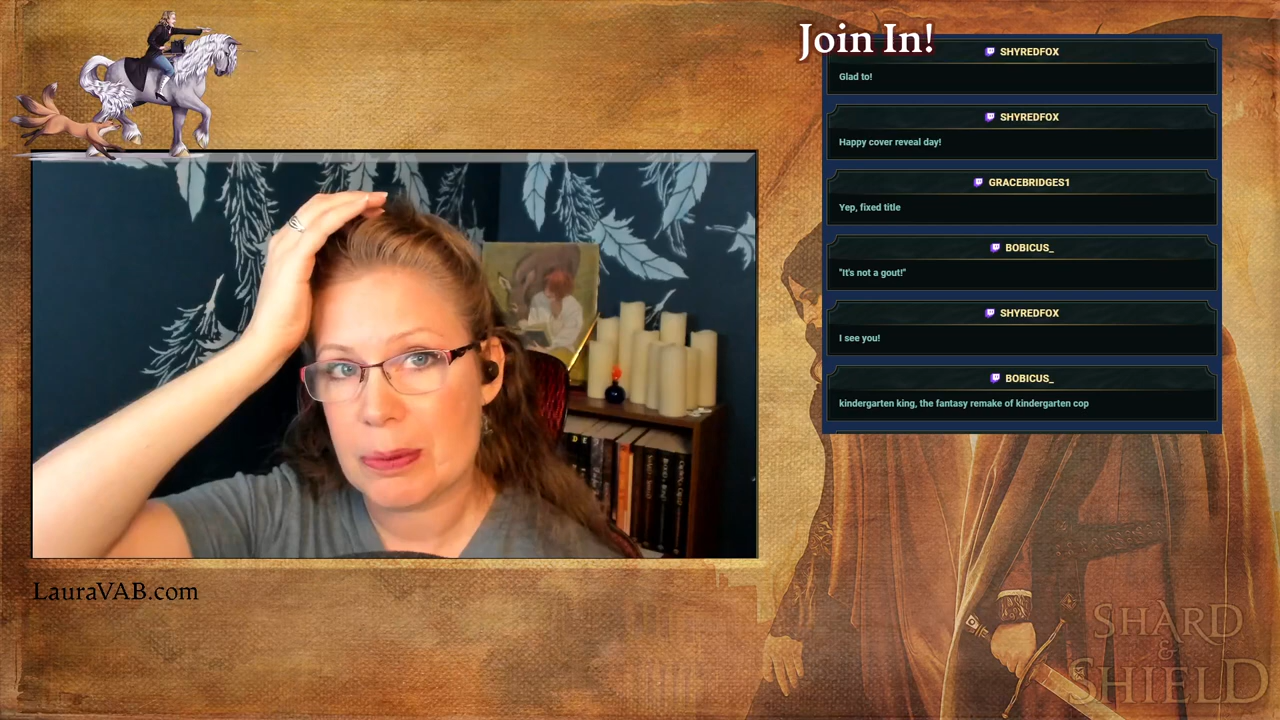 Join In!
SHYREDFOX
Glad to!
SHYREDFOX
Happy cover reveal day!
GRACEBRIDGES1
Yep, fixed title
BOBICUS_
"It's not a gout!"
SHYREDFOX
I see you!
BOBICUS_
kindergarten king, the fantasy remake of kindergarten cop
LauraVAB.com
SHARD
&
SHIELD